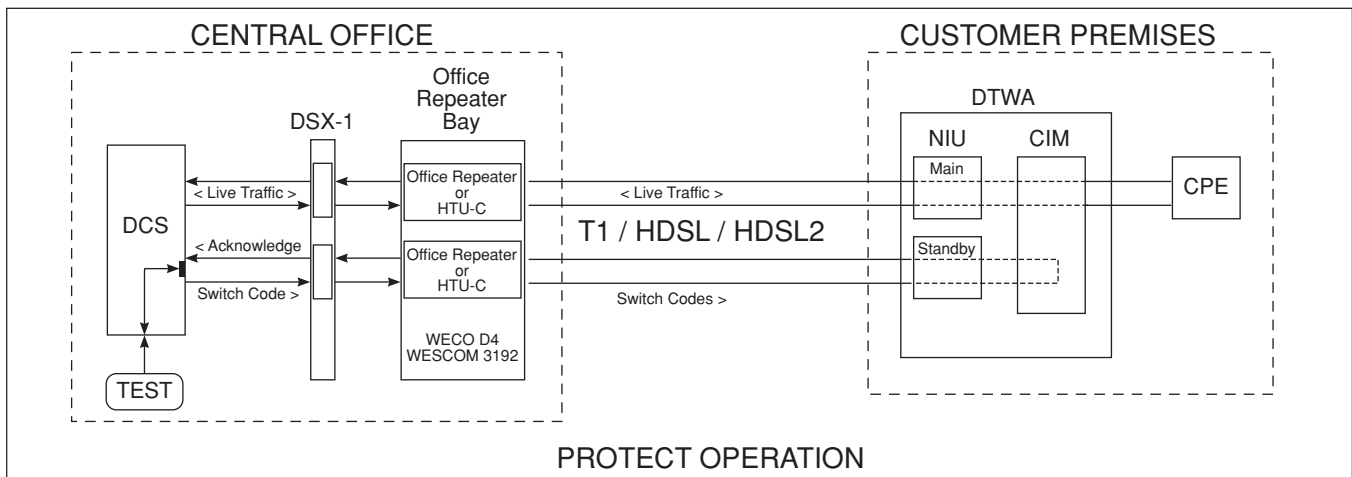 CENTRAL OFFICE
CUSTOMER PREMISES
Office
Repeater
Bay
DSX-1
DTWA
NIU
CIM
Main
Office Repeater
or
HTU-C
< Live Traffic >
< Live Traffic >
CPE
DCS
T1 / HDSL / HDSL2
< Acknowledge
Office Repeater
or
HTU-C
Standby
Switch Code >
Switch Codes >
WECO D4
WESCOM 3192
TEST
PROTECT OPERATION